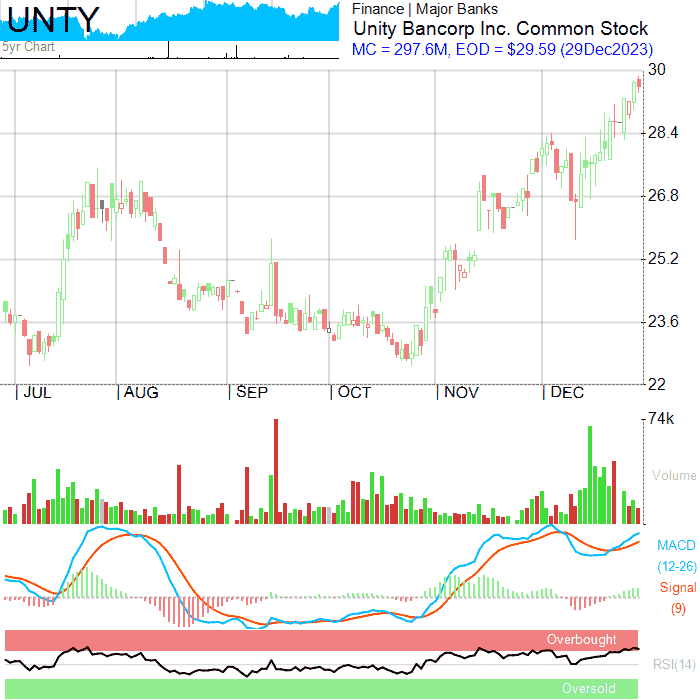 UNTY
5yr Chart
Finance | Major Banks
Unity Bancorp Inc. Common Stock
MC = 297.6M, EOD = $29.59 (29Dec2023)
30
28.4
26.8
25.2
23.6
22
JUL AUG SEP OCT NOV DEC
74k
Volume
MACD
(12-26)
Signal
(9)
Overbought
RSI(14)
Oversold